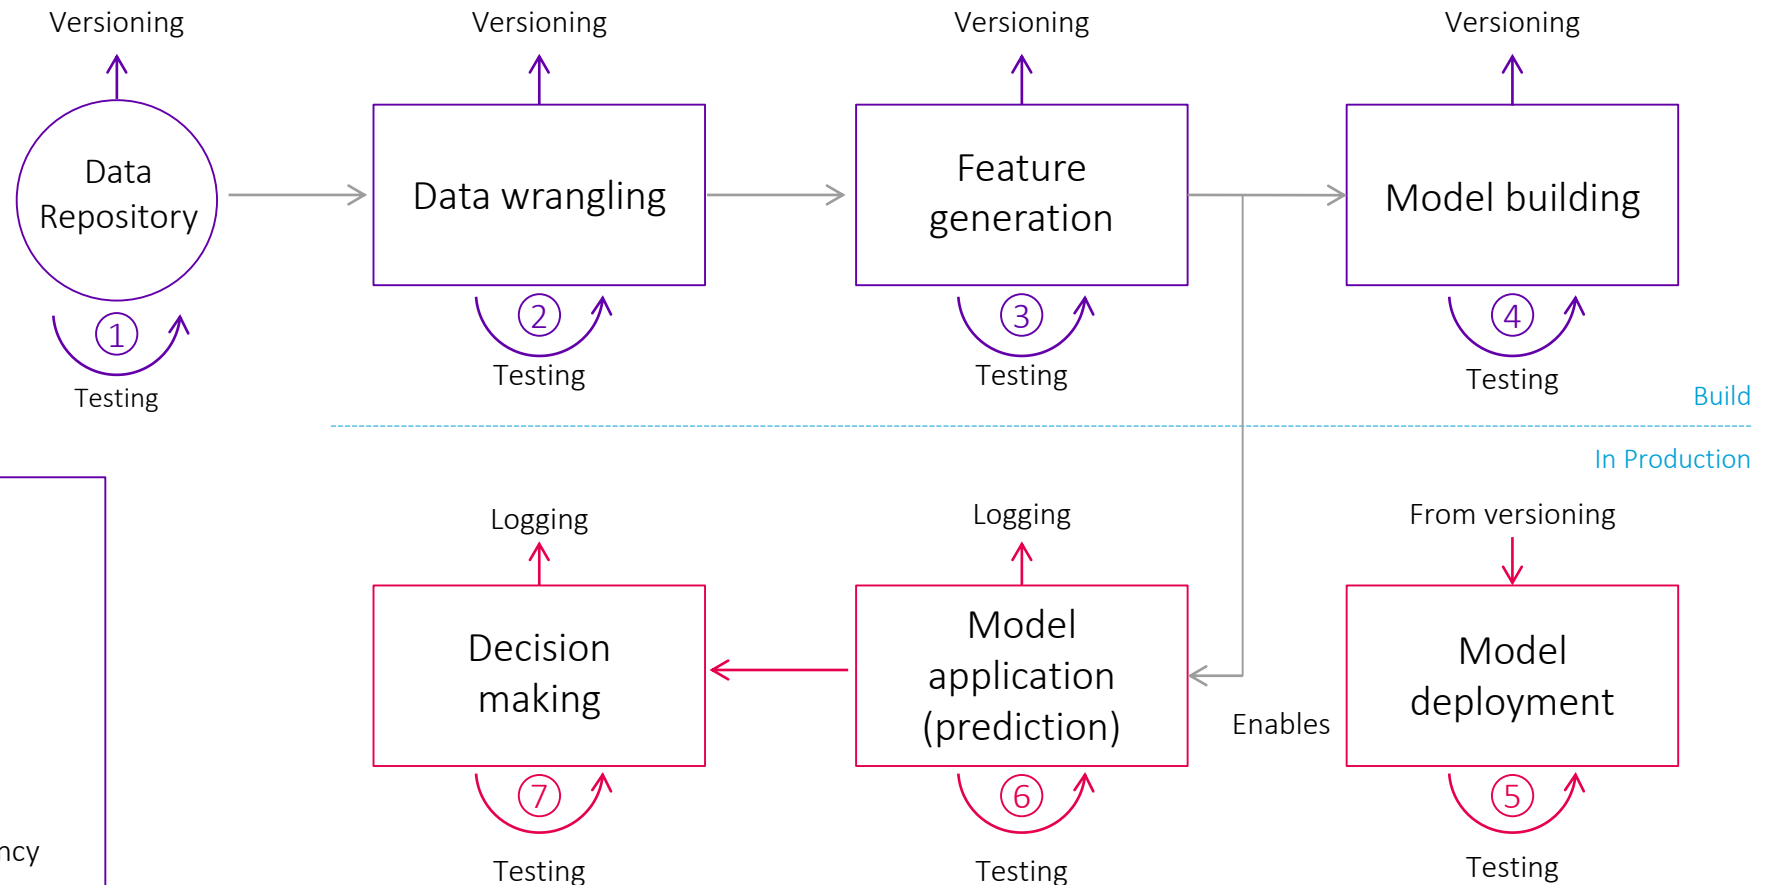 Versioning
Versioning
Versioning
Versioning
Data
Repository
Data wrangling
Feature
generation
Model building
1
2
3
4
Testing
Testing
Testing
Testing
Build
In Production
Logging
Logging
From versioning
Decision
making
Model
application
(prediction)
Enables
Model
deployment
7
6
5
ncy
Testing
Testing
Testing